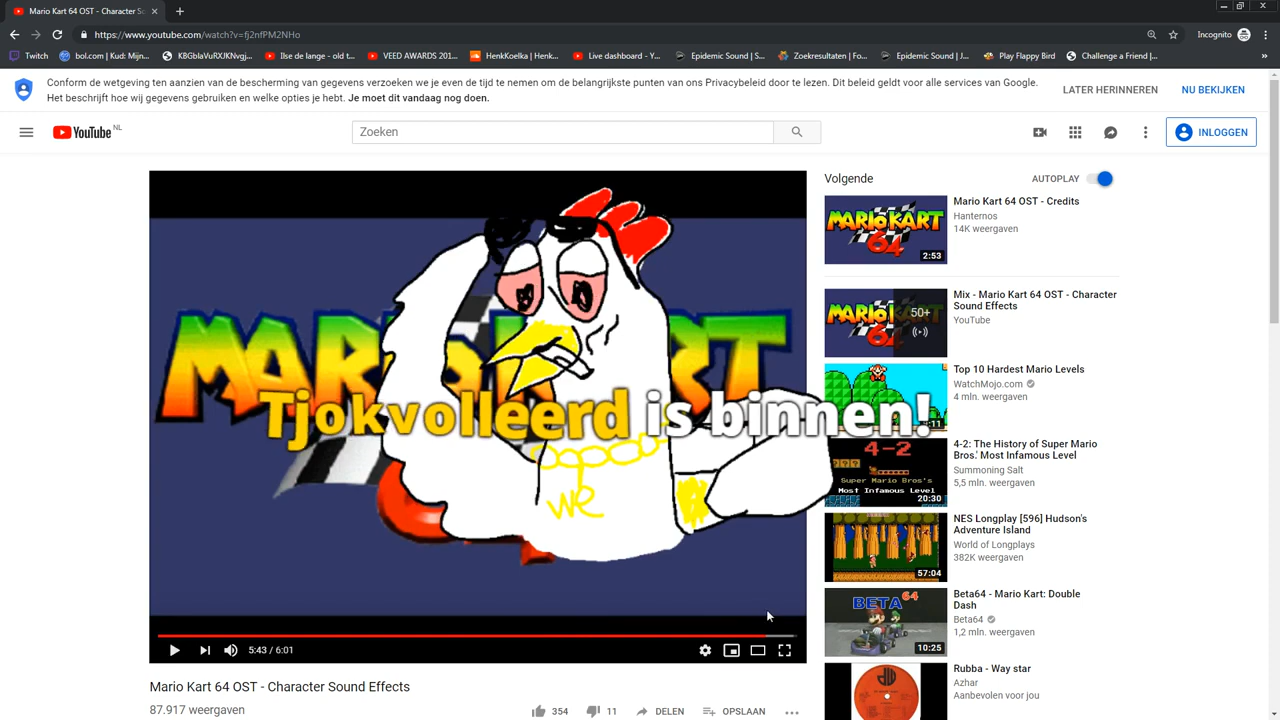 Mario Kart 64 OST - Character S
https://www.youtube.com/watch?v=fj2nfPM2NHo
Incognito
Twitch
bol.com | Kud: Mijn...
KBGblaVuRXJKNvgj...
Ilse de lange - old t...
VEED AWARDS 201...
HenkKoelka | Henk...
Live dashboard - Y...
Epidemic Sound | S...
Zoekresultaten | Fo...
Epidemic Sound | J...
Play Flappy Bird
Challenge a Friend |...
»
Conform de wetgeving ten aanzien van de bescherming van gegevens verzoeken we je even de tijd te nemen om de belangrijkste punten van ons Privacybeleid door te lezen. Dit beleid geldt voor alle services van Google.
Het beschrijft hoe wij gegevens gebruiken en welke opties je hebt. Je moet dit vandaag nog doen.
LATER HERINNEREN
NU BEKIJKEN
YouTube NL
Zoeken
INLOGGEN
MARIO KART
Tjokvolleerd is binnen!
we
5:43 / 6:01
Mario Kart 64 OST - Character Sound Effects
87.917 weergaven
354
11
DELEN
OPSLAAN
Volgende
AUTOPLAY
MARIO KART
64
2:53
Mario Kart 64 OST - Credits
Hanternos
14K weergaven
50+
Mix - Mario Kart 64 OST - Character
Sound Effects
YouTube
Top 10 Hardest Mario Levels
WatchMojo.com
4 mln. weergaven
4-2
Super Mario Bro's
Most Infamous Level
20:30
4-2: The History of Super Mario
Bros.' Most Infamous Level
Summoning Salt
5,5 mln. weergaven
57:04
NES Longplay [596] Hudson's
Adventure Island
World of Longplays
382K weergaven
BETA 64
10:25
Beta64 - Mario Kart: Double
Dash
Beta64
1,2 mln. weergaven
Rubba - Way star
Azhar
Aanbevolen voor jou